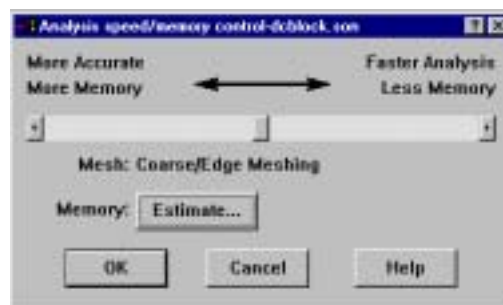 Analysis speed/memory control-dcblock.son
More Accurate
Faster Analysis
More Memory
Less Memory
Mesh: Coarse/Edge Meshing
Memory: Estimate...
OK Cancel Help